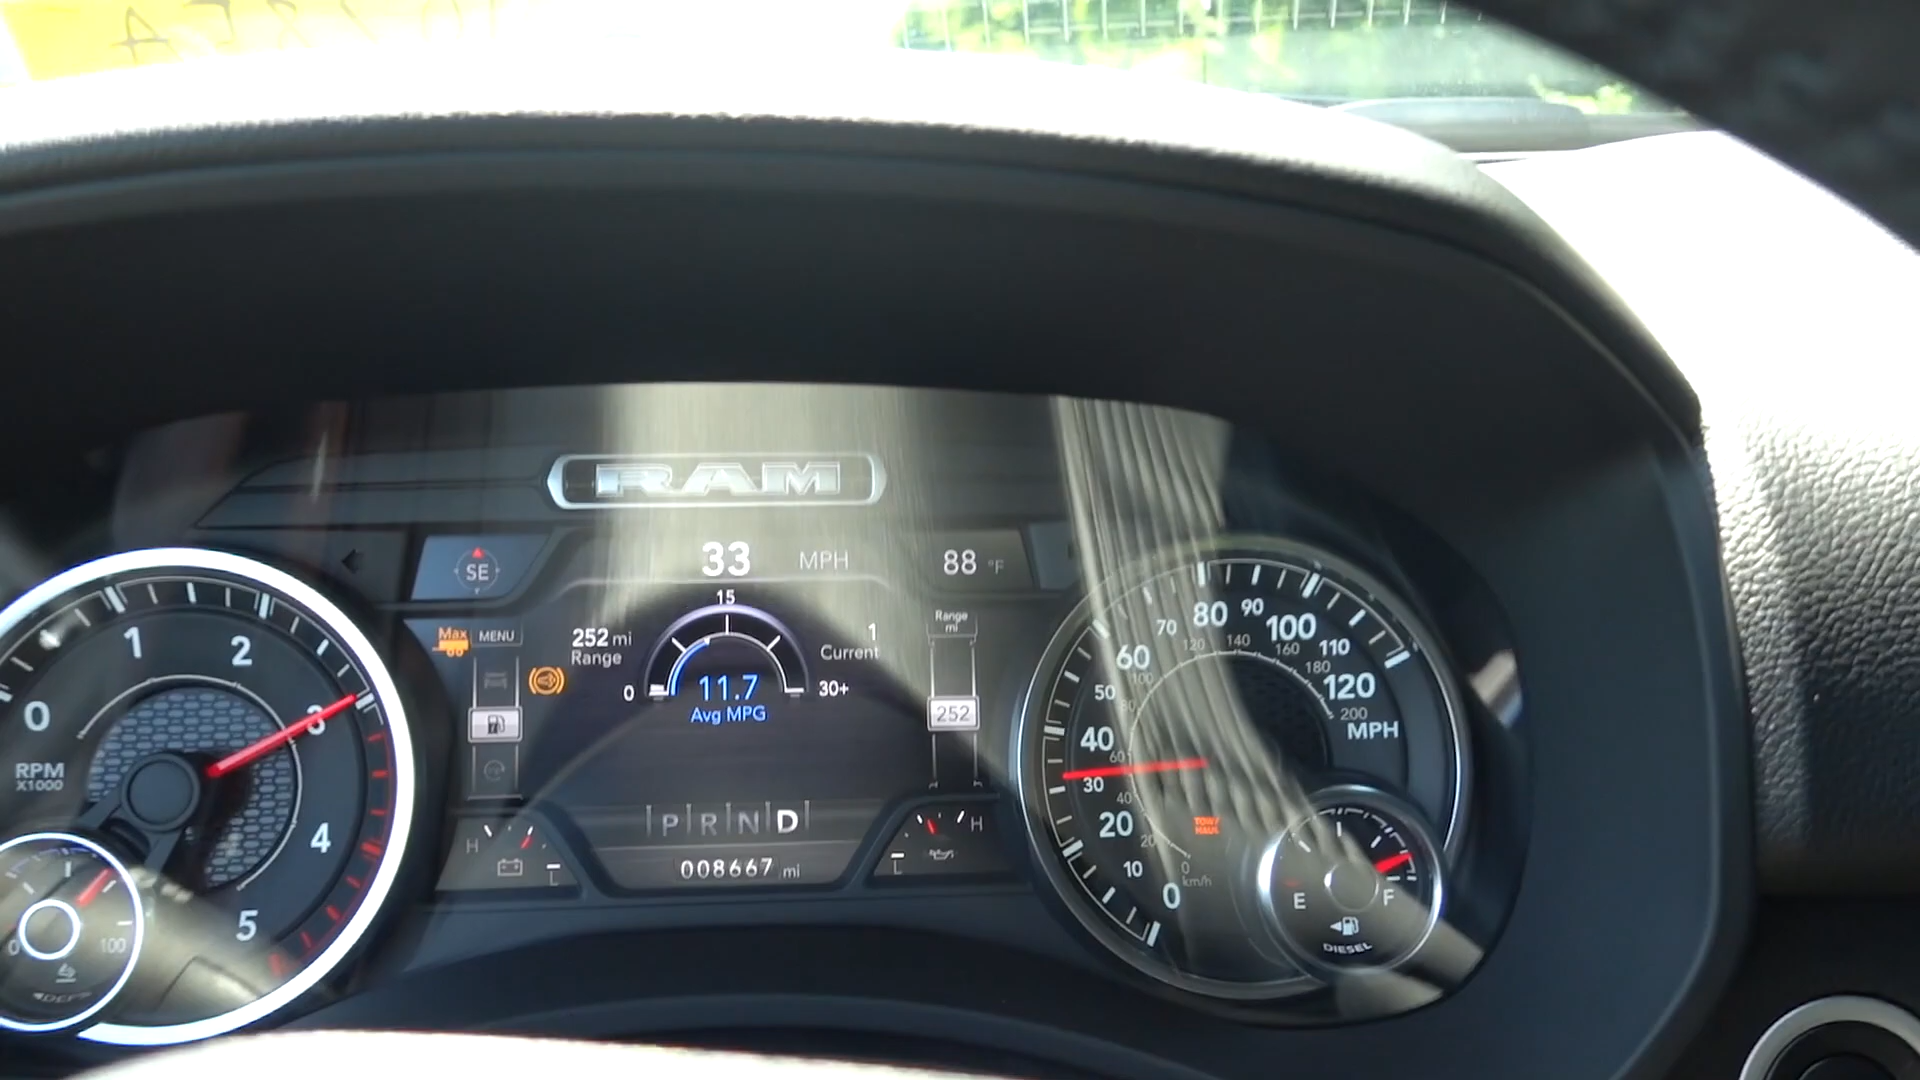 RAM
SE
33 MPH
88 °F
Max
MENU
252 mi
Range
15
0
30+
11.7
Avg MPG
1
Current
Range
mi
252
P R N D
008667 mi
H
L
H
L
0
1
2
3
4
5
RPM
X1000
0
100
DEF
0
10
20
30
40
50
60
70
80
90
100
110
120
MPH
0
20
40
60
80
100
120
140
160
180
200
km/h
TOW/
HAUL
E
F
DIESEL